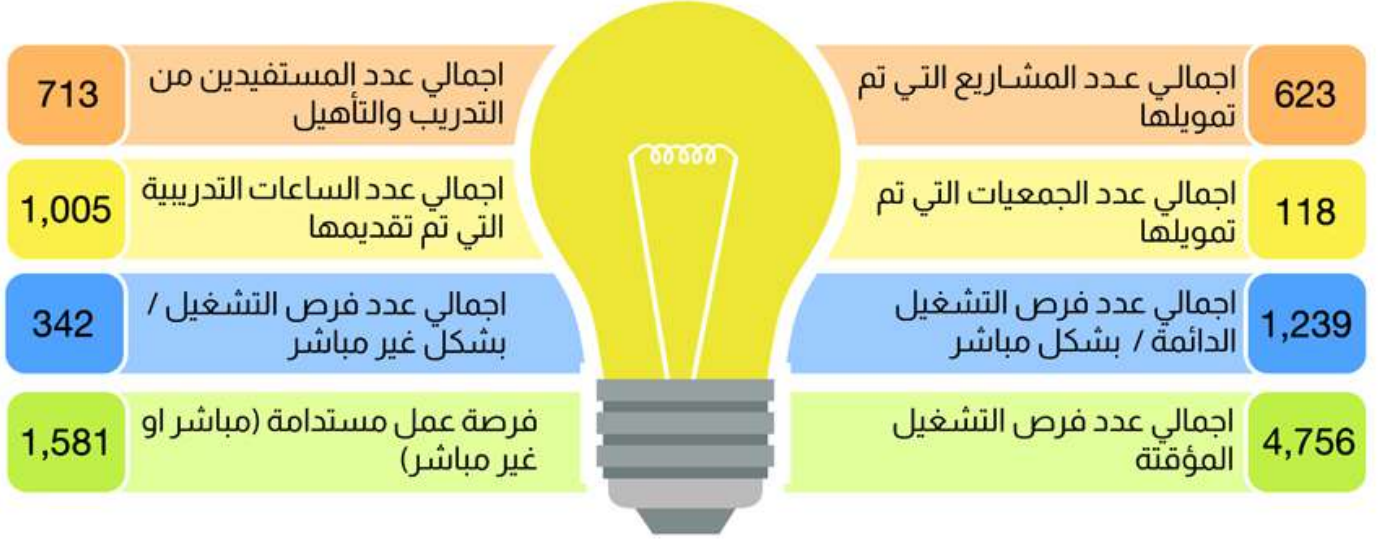 623
اجمالي عدد المشاريع التي تم
تمويلها
118
اجمالي عدد الجمعيات التي تم
تمويلها
1,239
اجمالي عدد فرص التشغيل
الدائمة / بشكل مباشر
4,756
اجمالي عدد فرص التشغيل
المؤقتة
اجمالي عدد المستفيدين من
التدريب والتأهيل
713
اجمالي عدد الساعات التدريبية
التي تم تقديمها
1,005
اجمالي عدد فرص التشغيل /
بشكل غير مباشر
342
فرصة عمل مستدامة (مباشر او
غير مباشر)
1,581